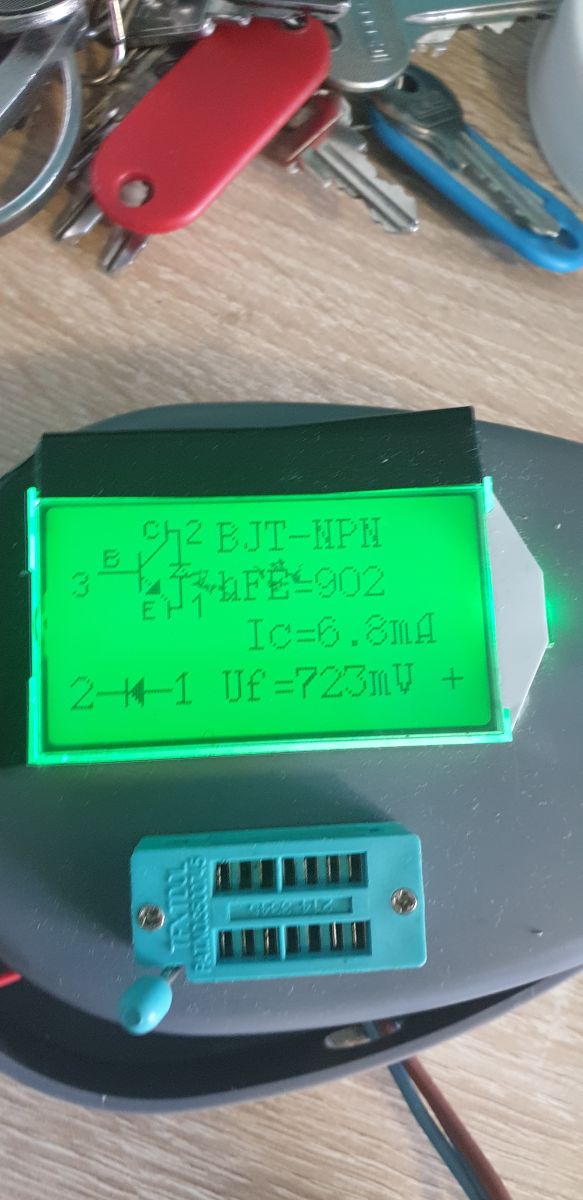 C 2 BJT-NPN
B
3 hFE=902
E 1
Ic=6.8mA
2 1 Uf=723mV +